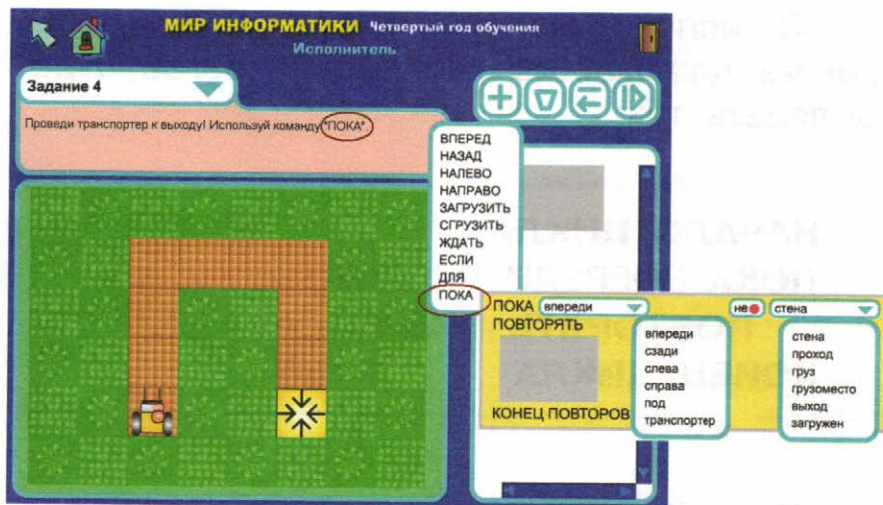 МИР ИНФОРМАТИКИ Четвертый год обучения
Исполнитель
Задание 4
Проведи транспортер к выходу! Используй команду "ПОКА".
ВПЕРЕД
НАЗАД
НАЛЕВО
НАПРАВО
ЗАГРУЗИТЬ
СГРУЗИТЬ
ЖДАТЬ
ЕСЛИ
ДЛЯ
ПОКА
ПОКА впереди не стена
ПОВТОРЯТЬ
КОНЕЦ ПОВТОРОВ
впереди
сзади
слева
справа
под
транспортер
стена
проход
груз
грузоместо
выход
загружен